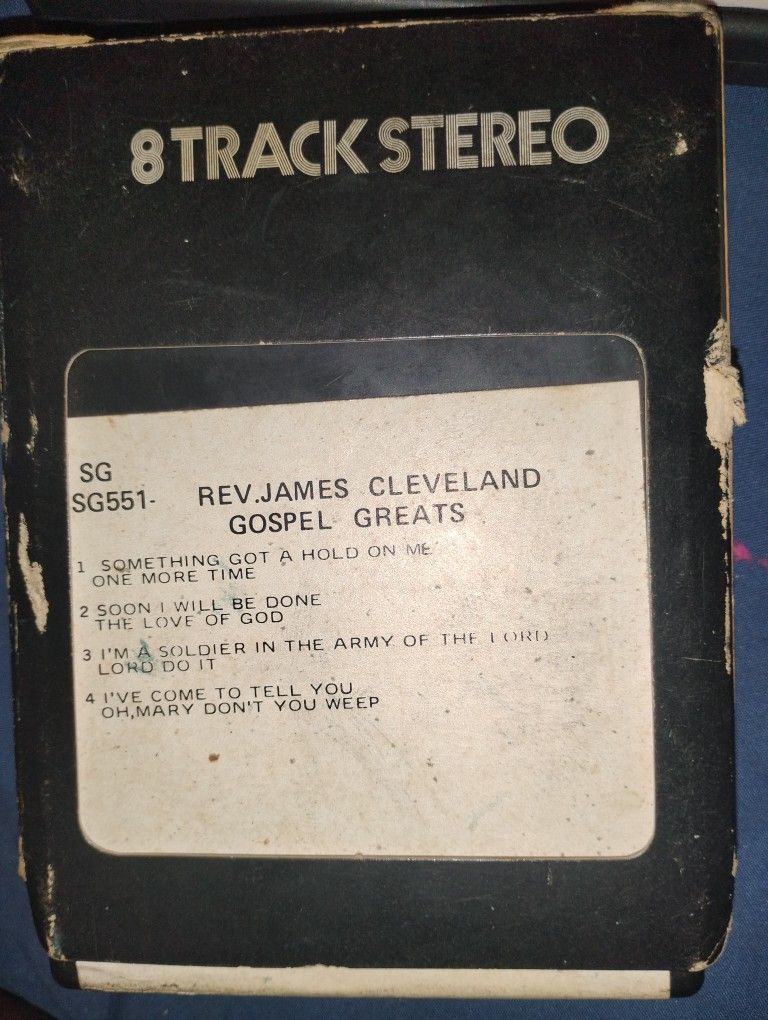 8 TRACK STEREO
SG
SG551- REV.JAMES CLEVELAND
GOSPEL GREATS
1 SOMETHING GOT A HOLD ON ME
ONE MORE TIME
2 SOON I WILL BE DONE
THE LOVE OF GOD
3 I'M A SOLDIER IN THE ARMY OF THE LORD
LORD DO IT
4 I'VE COME TO TELL YOU
OH,MARY DON'T YOU WEEP